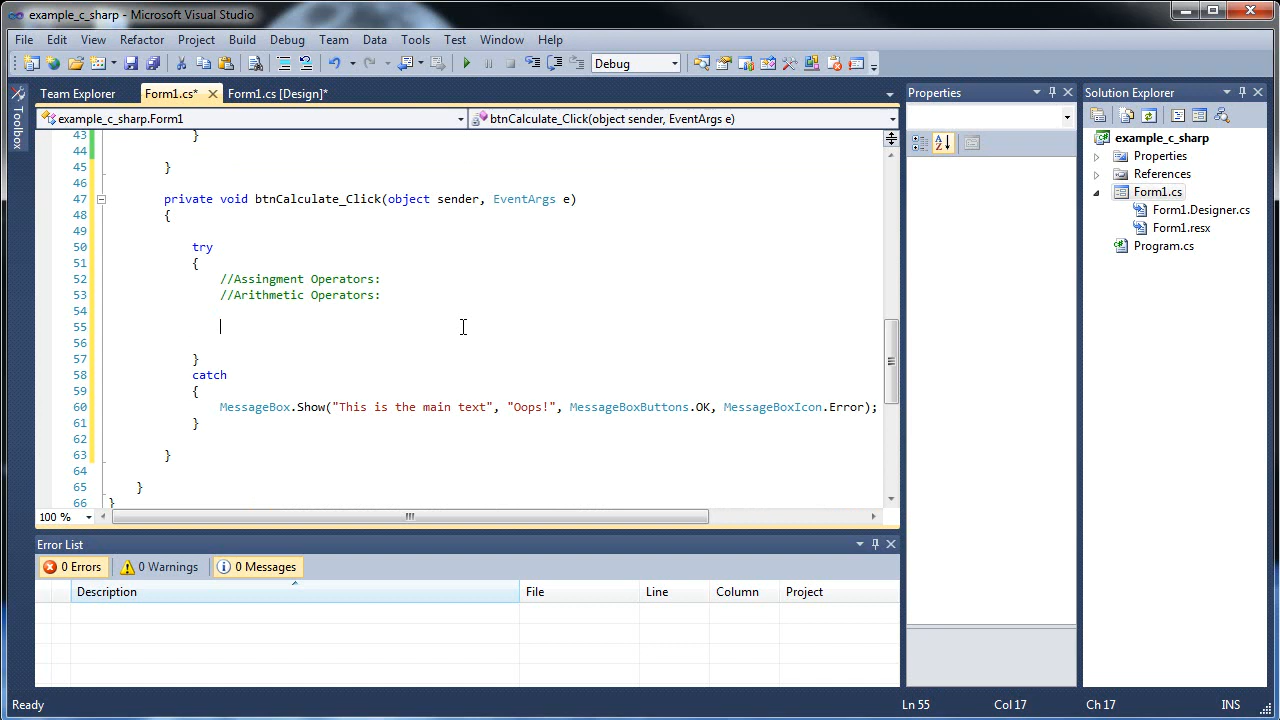 example_c_sharp - Microsoft Visual Studio
File Edit View Refactor Project Build Debug Team Data Tools Test Window Help
Debug
Toolbox
Team Explorer Form1.cs* Form1.cs [Design]*
example_c_sharp.Form1 btnCalculate_Click(object sender, EventArgs e)
43 }
44
45 }
46
47 private void btnCalculate_Click(object sender, EventArgs e)
48 {
49
50 try
51 {
52 //Assingment Operators:
53 //Arithmetic Operators:
54
55
56
57 }
58 catch
59 {
60 MessageBox.Show("This is the main text", "Oops!", MessageBoxButtons.OK, MessageBoxIcon.Error);
61 }
62
63 }
64
65 }
66 }
100 %
Error List
0 Errors 0 Warnings 0 Messages
Description File Line Column Project
Properties
Solution Explorer
example_c_sharp
Properties
References
Form1.cs
Form1.Designer.cs
Form1.resx
Program.cs
Ready Ln 55 Col 17 Ch 17 INS